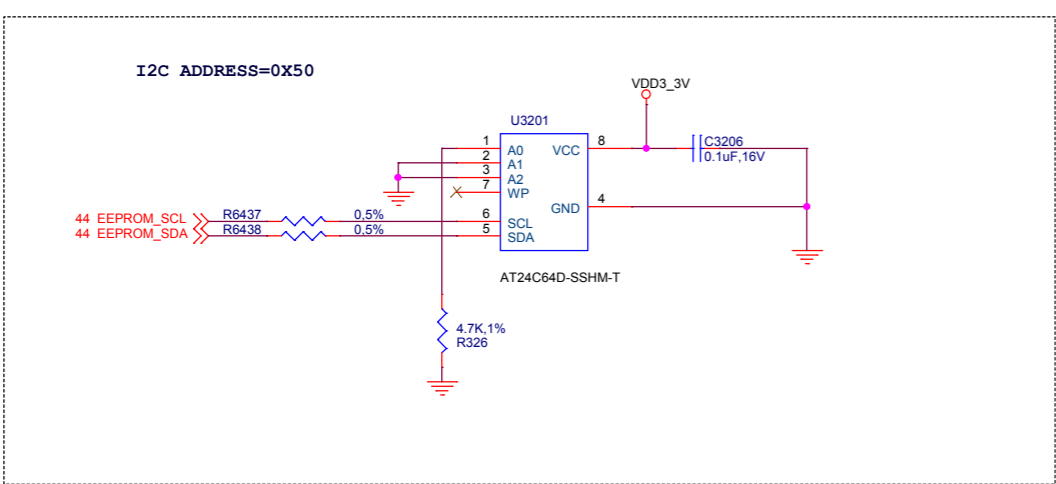 I2C ADDRESS=0X50
VDD3_3V
U3201
1 A0 VCC 8
2 A1
3 A2
7 WP
C3206
0.1uF,16V
GND 4
44 EEPROM_SCL R6437 0,5% 6 SCL
44 EEPROM_SDA R6438 0,5% 5 SDA
AT24C64D-SSHM-T
4.7K,1%
R326